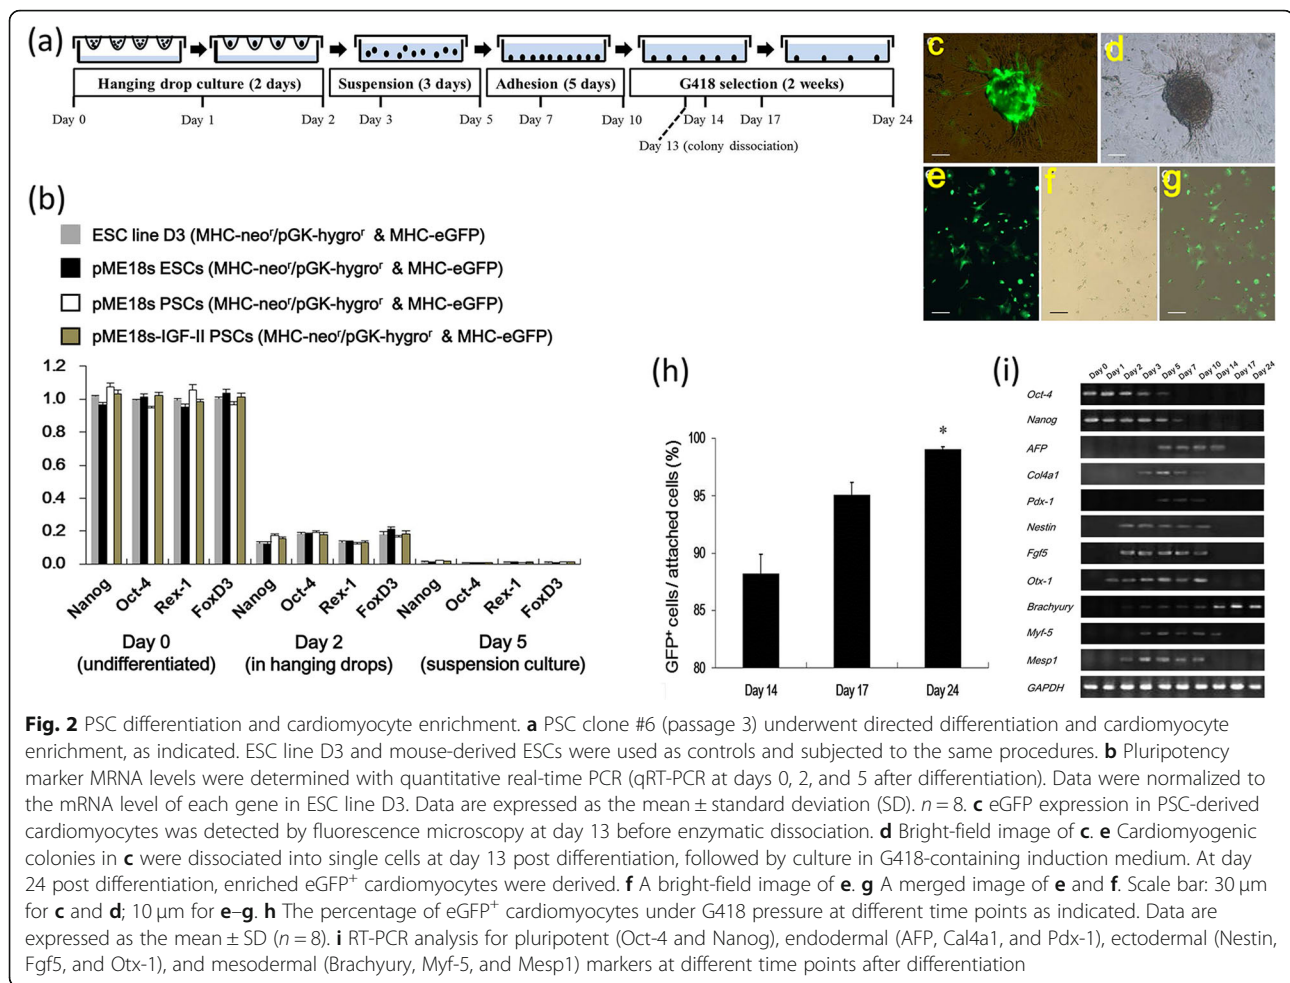 (a)
Hanging drop culture (2 days)
Suspension (3 days)
Adhesion (5 days)
G418 selection (2 weeks)
Day 0
Day 1
Day 2
Day 3
Day 5
Day 7
Day 10
Day 14
Day 17
Day 24
Day 13 (colony dissociation)
c
d
e
f
g
(b)
ESC line D3 (MHC-neoʳ/pGK-hygroʳ & MHC-eGFP)
pME18s ESCs (MHC-neoʳ/pGK-hygroʳ & MHC-eGFP)
pME18s PSCs (MHC-neoʳ/pGK-hygroʳ & MHC-eGFP)
pME18s-IGF-II PSCs (MHC-neoʳ/pGK-hygroʳ & MHC-eGFP)
1.2
1.0
0.8
0.6
0.4
0.2
0.0
Nanog
Oct-4
Rex-1
FoxD3
Nanog
Oct-4
Rex-1
FoxD3
Nanog
Oct-4
Rex-1
FoxD3
Day 0
(undifferentiated)
Day 2
(in hanging drops)
Day 5
(suspension culture)
(h)
GFP⁺ cells / attached cells (%)
100
95
90
85
80
*
Day 14
Day 17
Day 24
(i)
Day 0
Day 1
Day 2
Day 3
Day 5
Day 7
Day 10
Day 14
Day 17
Day 24
Oct-4
Nanog
AFP
Col4a1
Pdx-1
Nestin
Fgf5
Otx-1
Brachyury
Myf-5
Mesp1
GAPDH
Fig. 2 PSC differentiation and cardiomyocyte enrichment. a PSC clone #6 (passage 3) underwent directed differentiation and cardiomyocyte
enrichment, as indicated. ESC line D3 and mouse-derived ESCs were used as controls and subjected to the same procedures. b Pluripotency
marker MRNA levels were determined with quantitative real-time PCR (qRT-PCR at days 0, 2, and 5 after differentiation). Data were normalized to
the mRNA level of each gene in ESC line D3. Data are expressed as the mean ± standard deviation (SD). n = 8. c eGFP expression in PSC-derived
cardiomyocytes was detected by fluorescence microscopy at day 13 before enzymatic dissociation. d Bright-field image of c. e Cardiomyogenic
colonies in c were dissociated into single cells at day 13 post differentiation, followed by culture in G418-containing induction medium. At day
24 post differentiation, enriched eGFP⁺ cardiomyocytes were derived. f A bright-field image of e. g A merged image of e and f. Scale bar: 30 μm
for c and d; 10 μm for e–g. h The percentage of eGFP⁺ cardiomyocytes under G418 pressure at different time points as indicated. Data are
expressed as the mean ± SD (n = 8). i RT-PCR analysis for pluripotent (Oct-4 and Nanog), endodermal (AFP, Cal4a1, and Pdx-1), ectodermal (Nestin,
Fgf5, and Otx-1), and mesodermal (Brachyury, Myf-5, and Mesp1) markers at different time points after differentiation